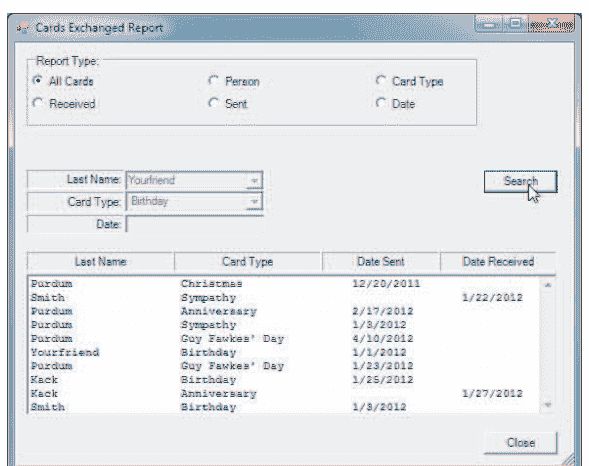 Cards Exchanged Report
Report Type:
All Cards Person Card Type
Received Sent Date
Last Name: Yourfriend Search
Card Type: Birthday
Date:
Last Name Card Type Date Sent Date Received
Purdum Christmas 12/20/2011
Smith Sympathy 1/22/2012
Purdum Anniversary 2/17/2012
Purdum Sympathy 1/3/2012
Purdum Guy Fawkes' Day 4/10/2012
Yourfriend Birthday 1/1/2012
Purdum Guy Fawkes' Day 1/23/2012
Kack Birthday 1/25/2012
Kack Anniversary 1/27/2012
Smith Birthday 1/3/2012
Close